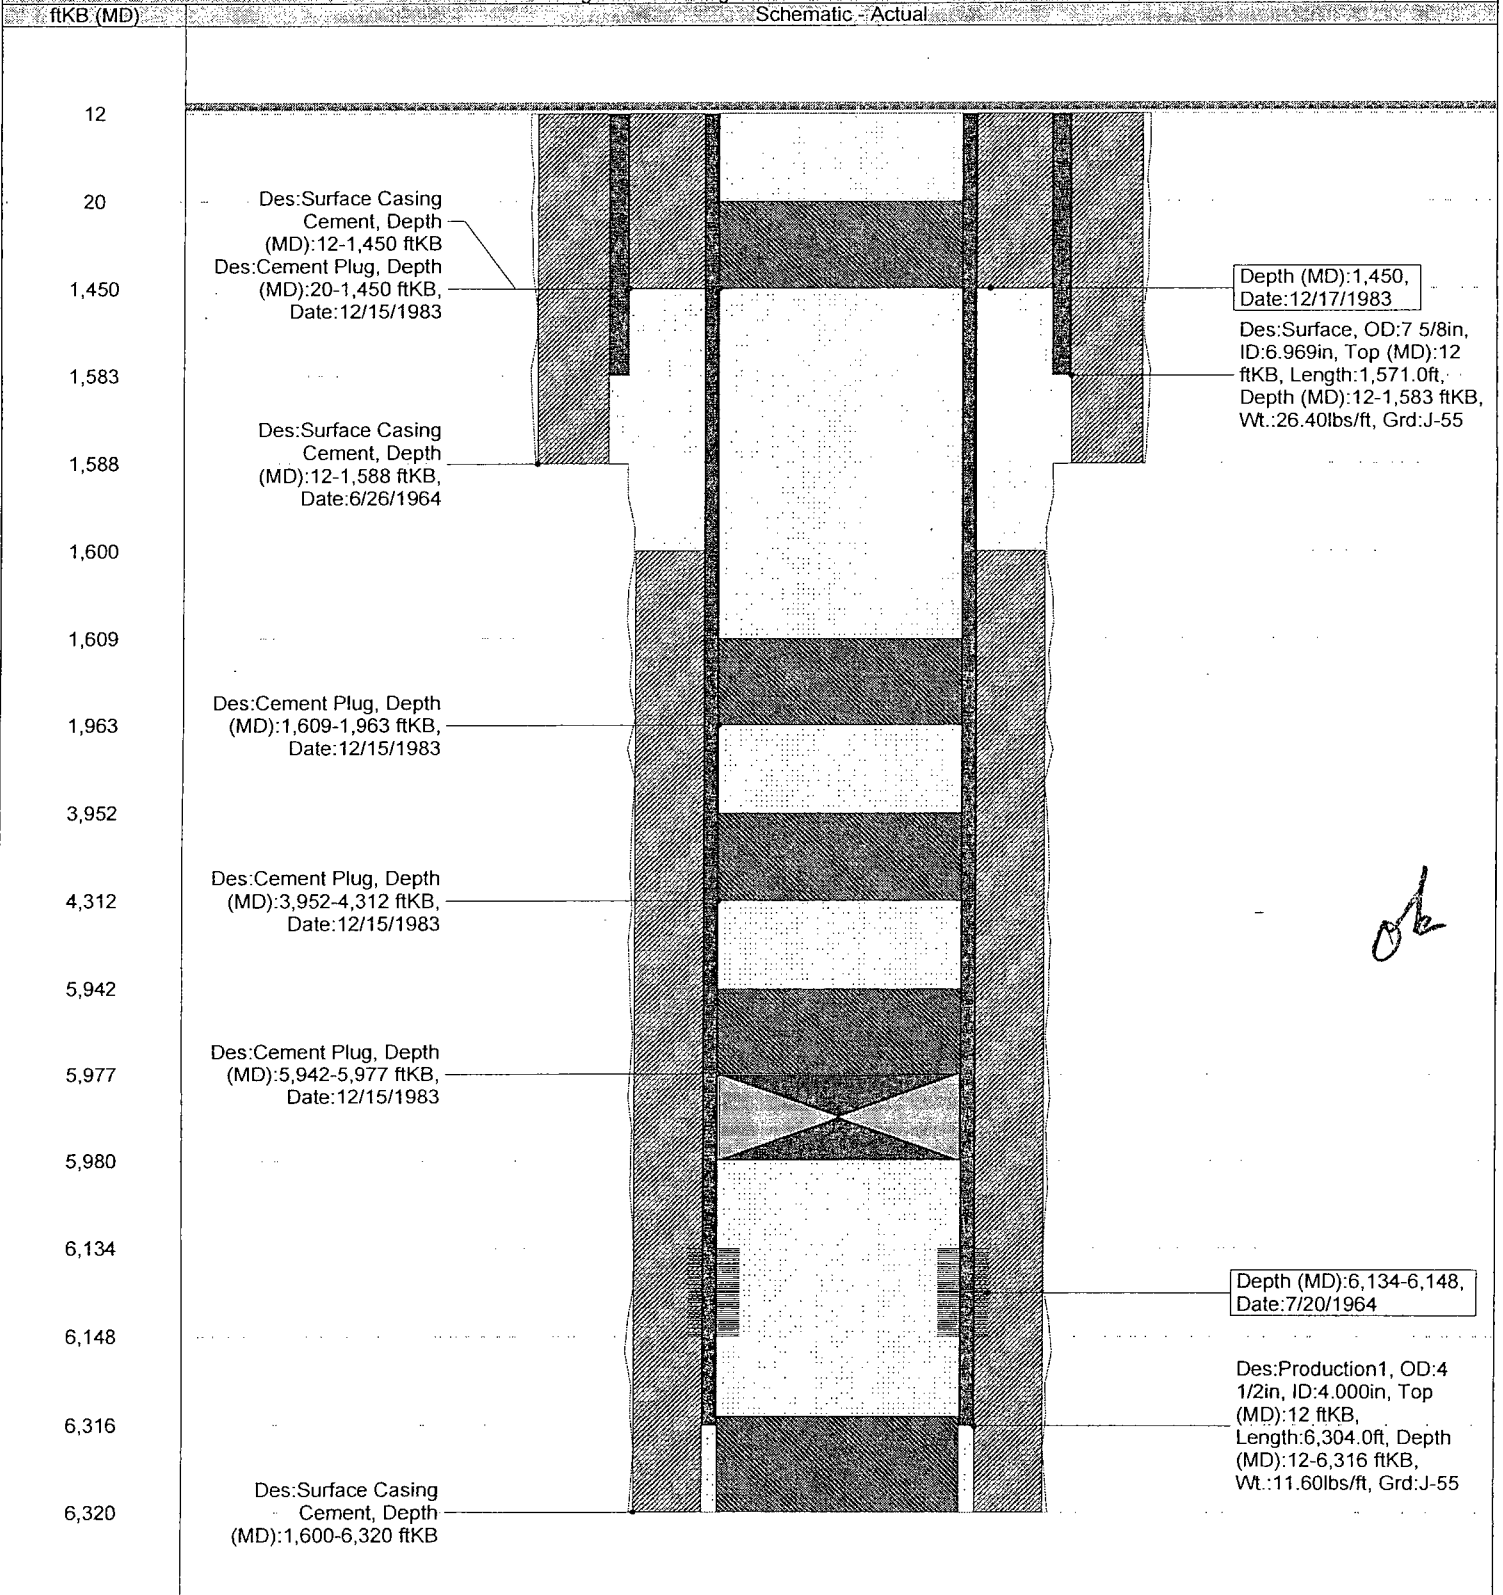 ftKB (MD)
Schematic - Actual
12
20
1,450
1,583
1,588
1,600
1,609
1,963
3,952
4,312
5,942
5,977
5,980
6,134
6,148
6,316
6,320
Des:Surface Casing
Cement, Depth
(MD):12-1,450 ftKB
Des:Cement Plug, Depth
(MD):20-1,450 ftKB,
Date:12/15/1983
Des:Surface Casing
Cement, Depth
(MD):12-1,588 ftKB,
Date:6/26/1964
Des:Cement Plug, Depth
(MD):1,609-1,963 ftKB,
Date:12/15/1983
Des:Cement Plug, Depth
(MD):3,952-4,312 ftKB,
Date:12/15/1983
Des:Cement Plug, Depth
(MD):5,942-5,977 ftKB,
Date:12/15/1983
Des:Surface Casing
Cement, Depth
(MD):1,600-6,320 ftKB
Depth (MD):1,450,
Date:12/17/1983
Des:Surface, OD:7 5/8in,
ID:6.969in, Top (MD):12
ftKB, Length:1,571.0ft,
Depth (MD):12-1,583 ftKB,
Wt.:26.40lbs/ft, Grd:J-55
ok
Depth (MD):6,134-6,148,
Date:7/20/1964
Des:Production1, OD:4
1/2in, ID:4.000in, Top
(MD):12 ftKB,
Length:6,304.0ft, Depth
(MD):12-6,316 ftKB,
Wt.:11.60lbs/ft, Grd:J-55